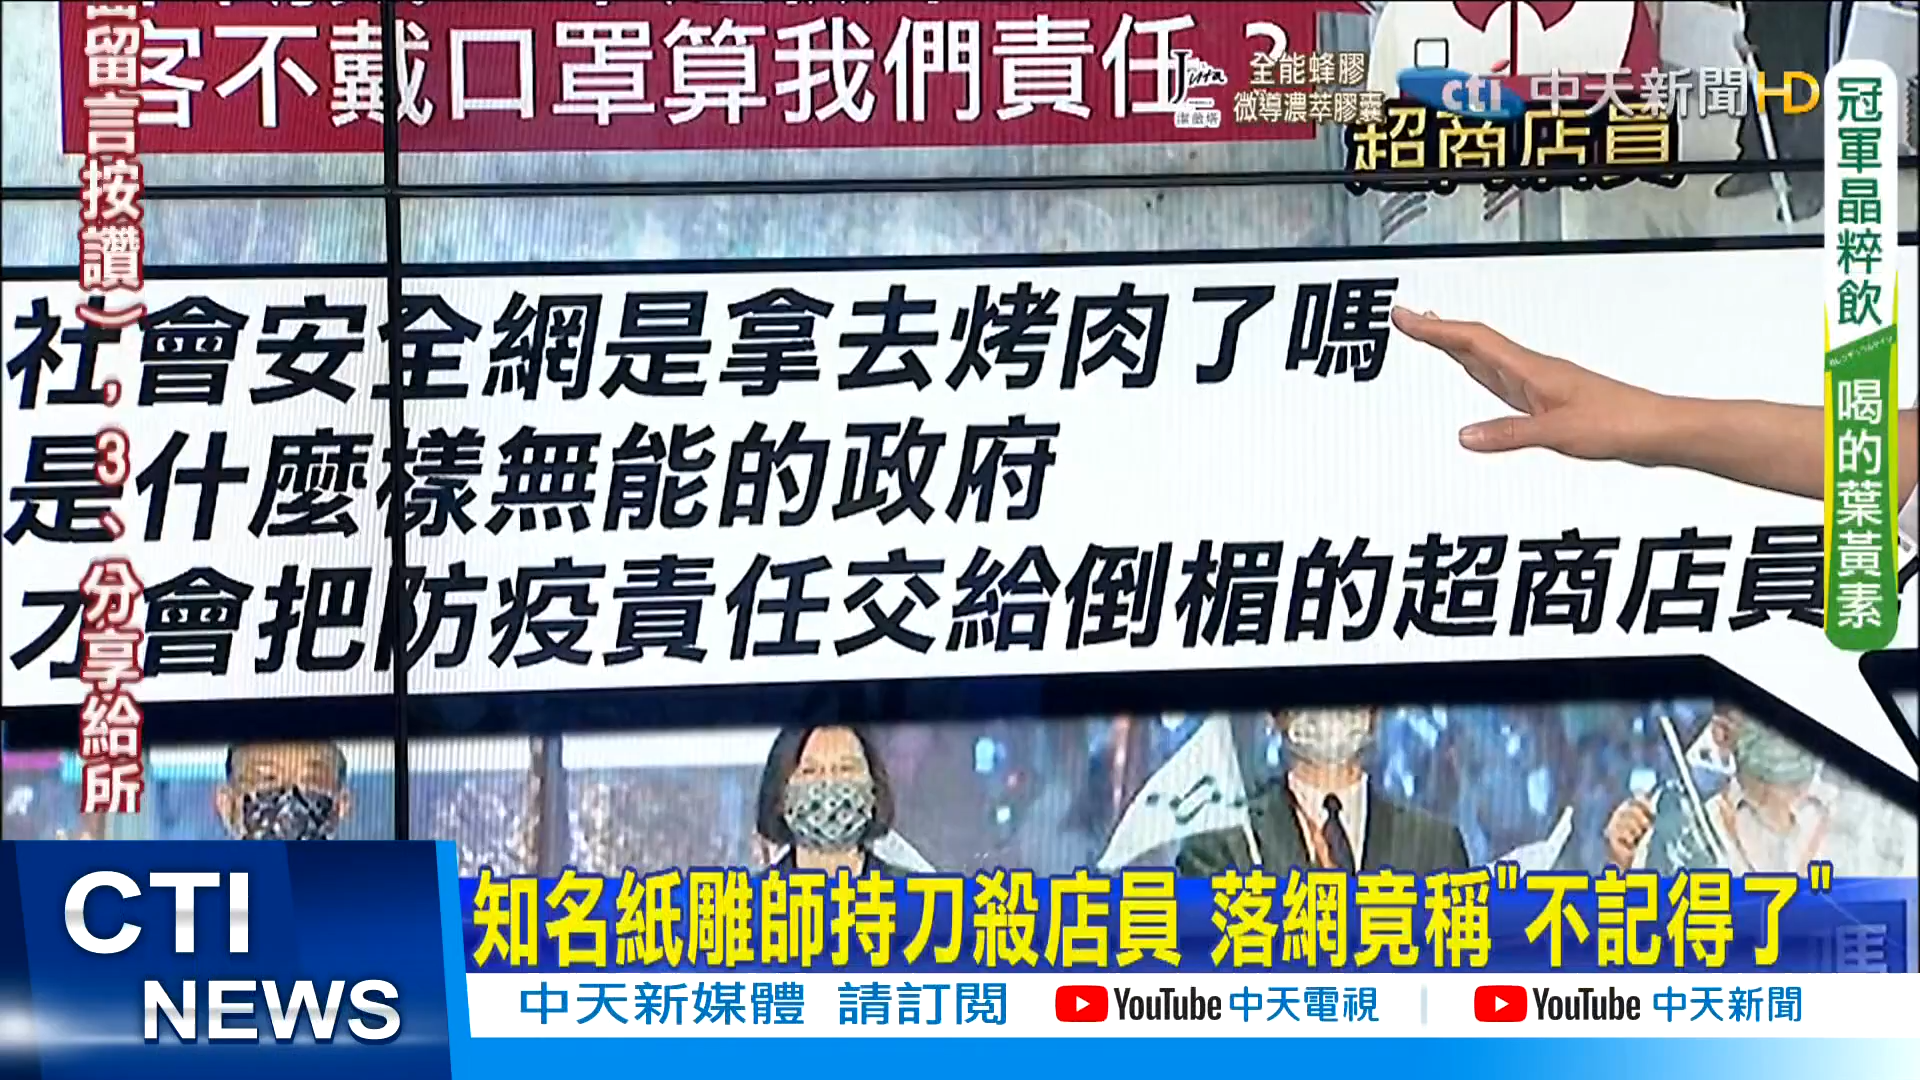 客不戴口罩算我們責任？
全能蜂膠
微導濃萃膠囊
潔薇塔
cti 中天新聞HD
超商店員
留言按讚），3、分享給所
冠軍晶粹飲
喝的葉黃素
社會安全網是拿去烤肉了嗎
是什麼樣無能的政府
才會把防疫責任交給倒楣的超商店員
知名紙雕師持刀殺店員 落網竟稱"不記得了"
CTI
NEWS
中天新媒體 請訂閱 YouTube 中天電視 | YouTube 中天新聞